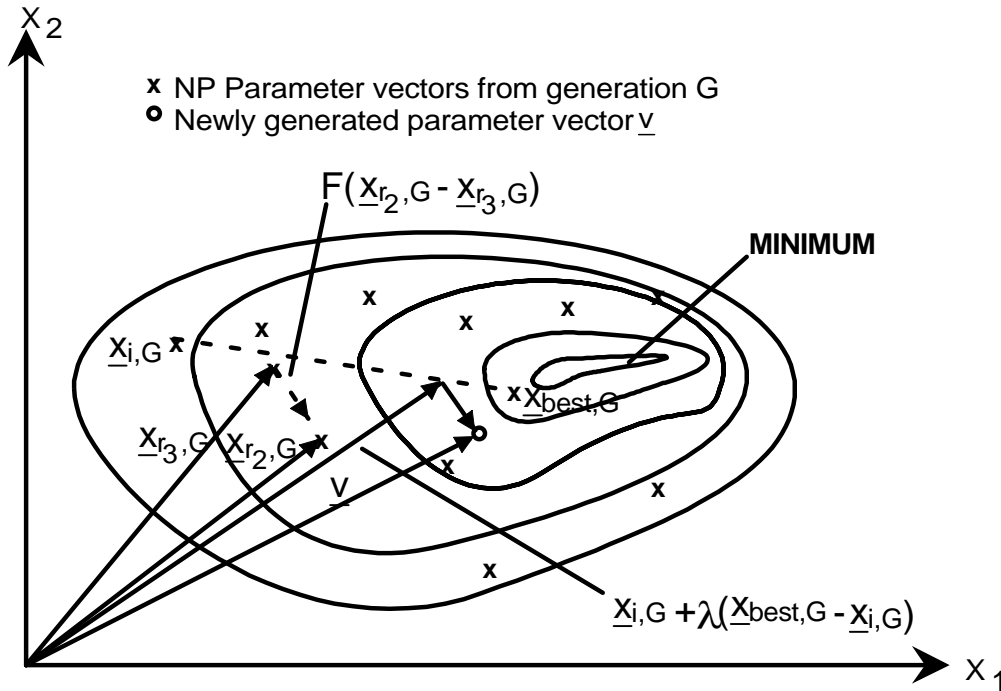 X2
x NP Parameter vectors from generation G
Newly generated parameter vector v
F(xr2,G - xr3,G)
MINIMUM
xi,G
xbest,G
xr3,G
xr2,G
v
xi,G + λ(xbest,G - xi,G)
X1